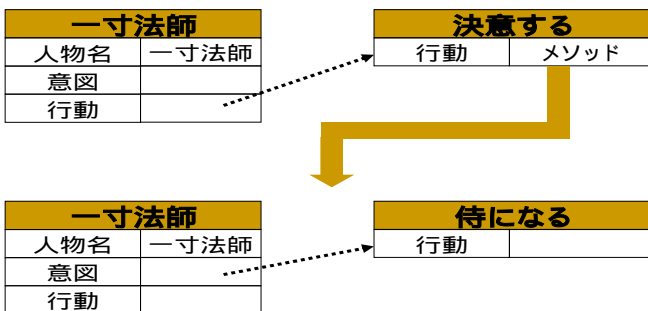 一寸法師
人物名 一寸法師
意図
行動
決意する
行動 メソッド
一寸法師
人物名 一寸法師
意図
行動
侍になる
行動